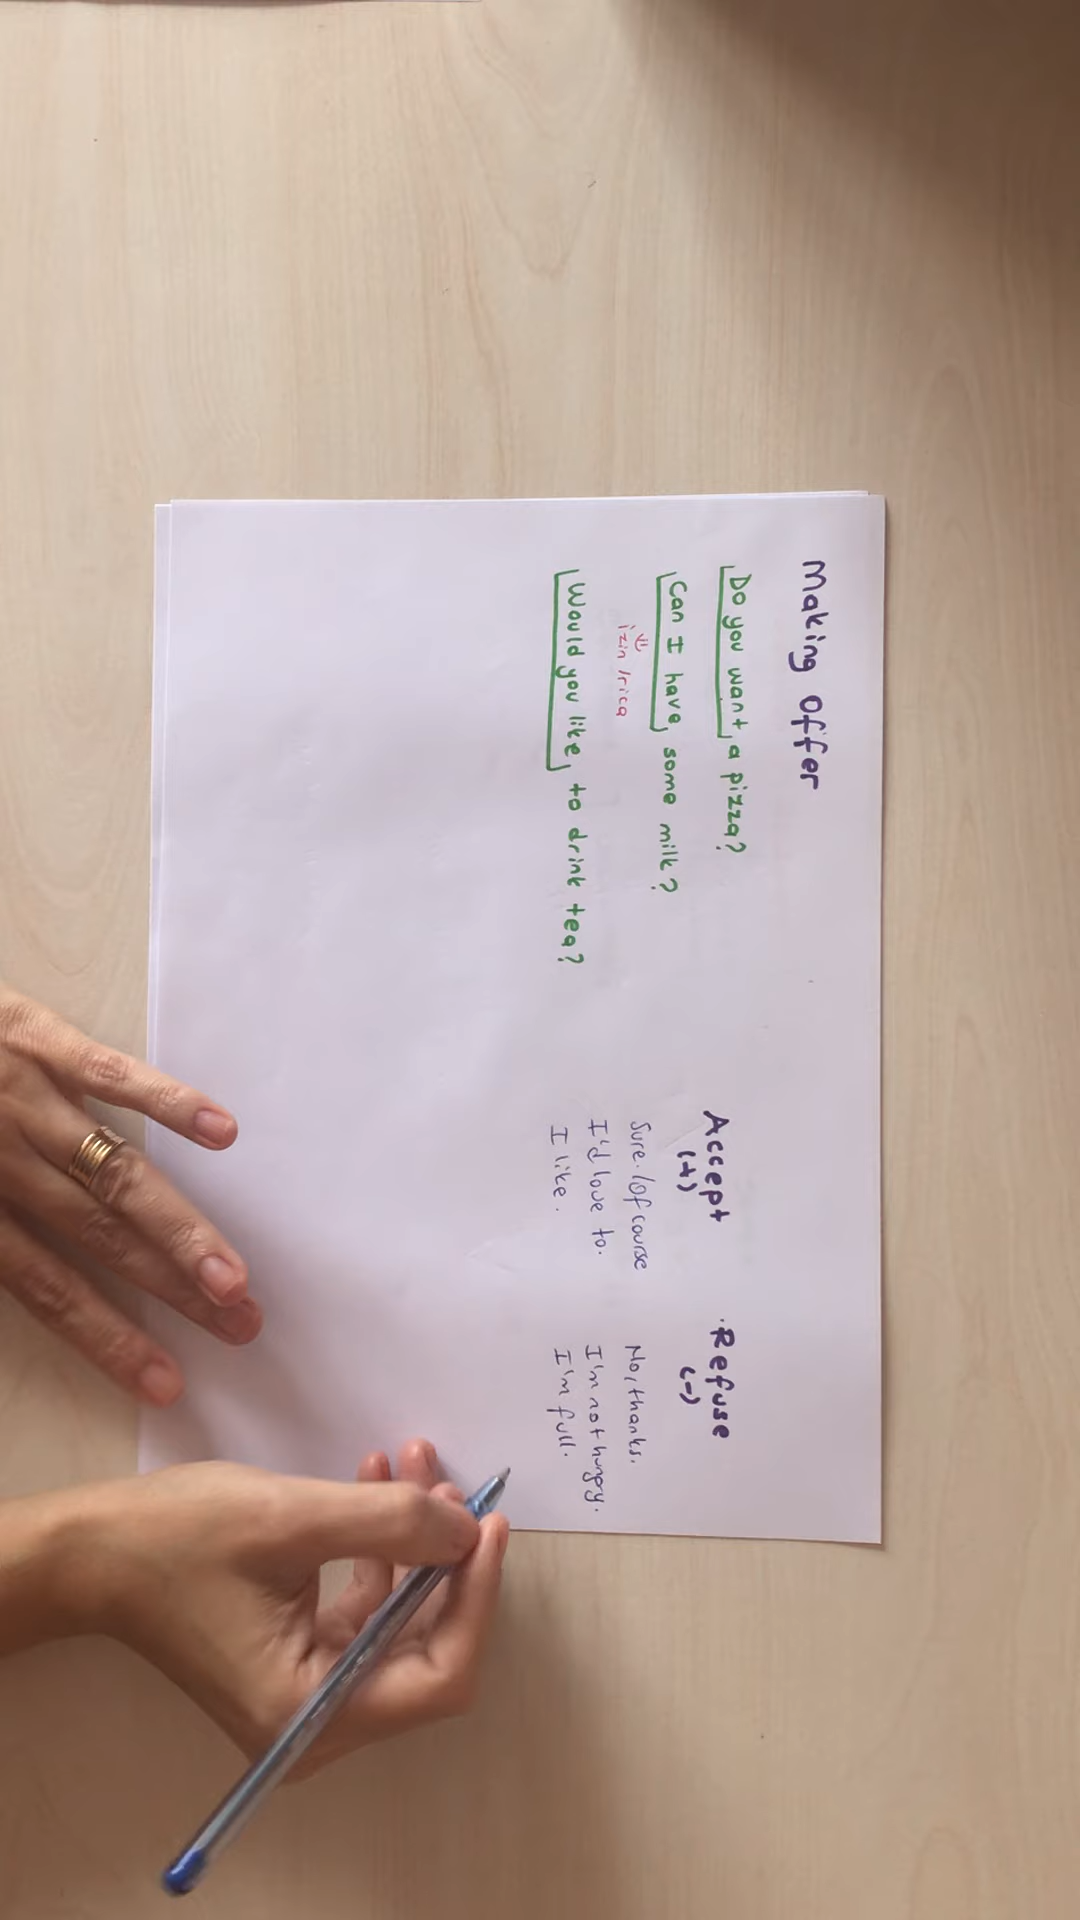 Making Offer
Do you want a pizza?
Can I have some milk?
izin / rica
Would you like to drink tea?
Accept
(+)
Sure. / of course
I'd love to.
I like.
Refuse
(-)
No, thanks.
I'm not hungry.
I'm full.